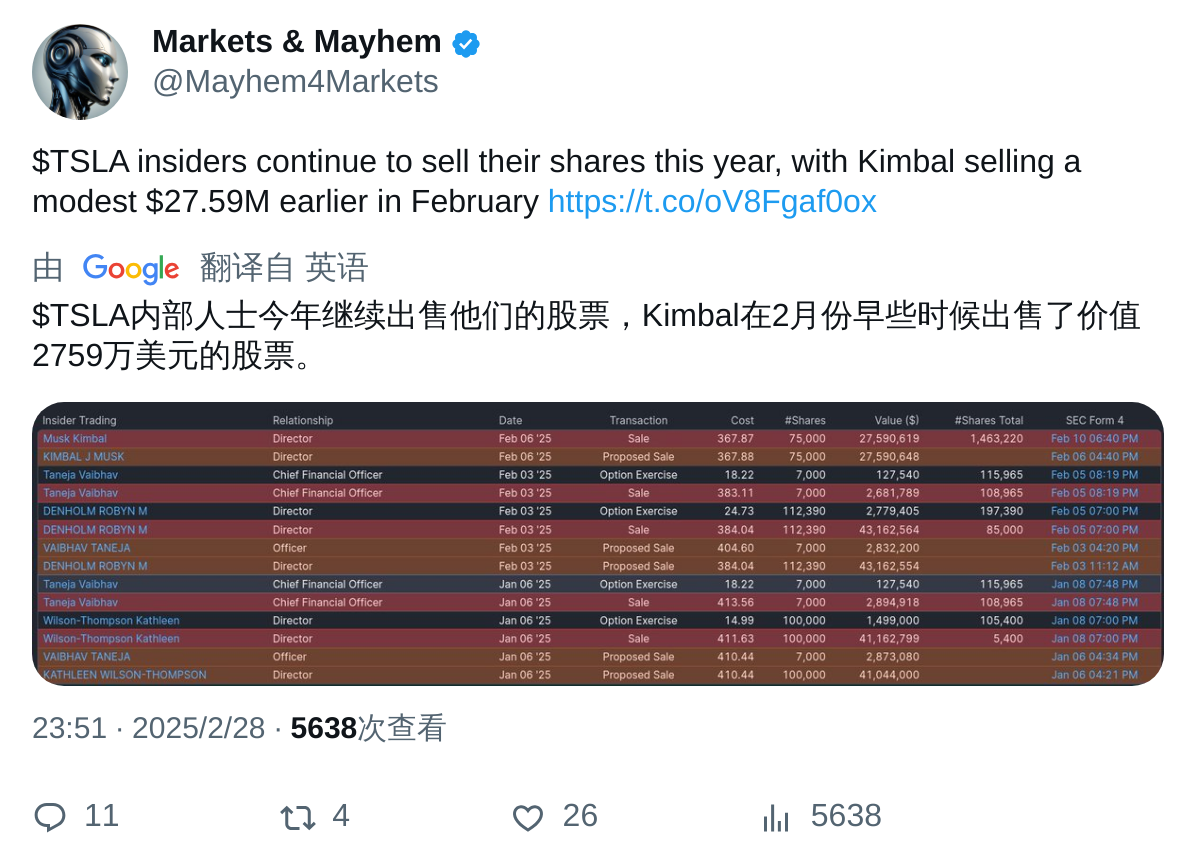 Markets & Mayhem
@Mayhem4Markets
$TSLA insiders continue to sell their shares this year, with Kimbal selling a
modest $27.59M earlier in February https://t.co/oV8Fgaf0ox
由 Google 翻译自 英语
$TSLA内部人士今年继续出售他们的股票，Kimbal在2月份早些时候出售了价值
2759万美元的股票。
Insider Trading Relationship Date Transaction Cost #Shares Value ($) #Shares Total SEC Form 4
Musk Kimbal Director Feb 06 '25 Sale 367.87 75,000 27,590,619 1,463,220 Feb 10 06:40 PM
KIMBAL J MUSK Director Feb 06 '25 Proposed Sale 367.88 75,000 27,590,648 Feb 06 04:40 PM
Taneja Vaibhav Chief Financial Officer Feb 03 '25 Option Exercise 18.22 7,000 127,540 115,965 Feb 05 08:19 PM
Taneja Vaibhav Chief Financial Officer Feb 03 '25 Sale 383.11 7,000 2,681,789 108,965 Feb 05 08:19 PM
DENHOLM ROBYN M Director Feb 03 '25 Option Exercise 24.73 112,390 2,779,405 197,390 Feb 05 07:00 PM
DENHOLM ROBYN M Director Feb 03 '25 Sale 384.04 112,390 43,162,564 85,000 Feb 05 07:00 PM
VAIBHAV TANEJA Officer Feb 03 '25 Proposed Sale 404.60 7,000 2,832,200 Feb 03 04:20 PM
DENHOLM ROBYN M Director Feb 03 '25 Proposed Sale 384.04 112,390 43,162,554 Feb 03 11:12 AM
Taneja Vaibhav Chief Financial Officer Jan 06 '25 Option Exercise 18.22 7,000 127,540 115,965 Jan 08 07:48 PM
Taneja Vaibhav Chief Financial Officer Jan 06 '25 Sale 413.56 7,000 2,894,918 108,965 Jan 08 07:48 PM
Wilson-Thompson Kathleen Director Jan 06 '25 Option Exercise 14.99 100,000 1,499,000 105,400 Jan 08 07:00 PM
Wilson-Thompson Kathleen Director Jan 06 '25 Sale 411.63 100,000 41,162,799 5,400 Jan 08 07:00 PM
VAIBHAV TANEJA Officer Jan 06 '25 Proposed Sale 410.44 7,000 2,873,080 Jan 06 04:34 PM
KATHLEEN WILSON-THOMPSON Director Jan 06 '25 Proposed Sale 410.44 100,000 41,044,000 Jan 06 04:21 PM
23:51 · 2025/2/28 · 5638次查看
11 4 26 5638